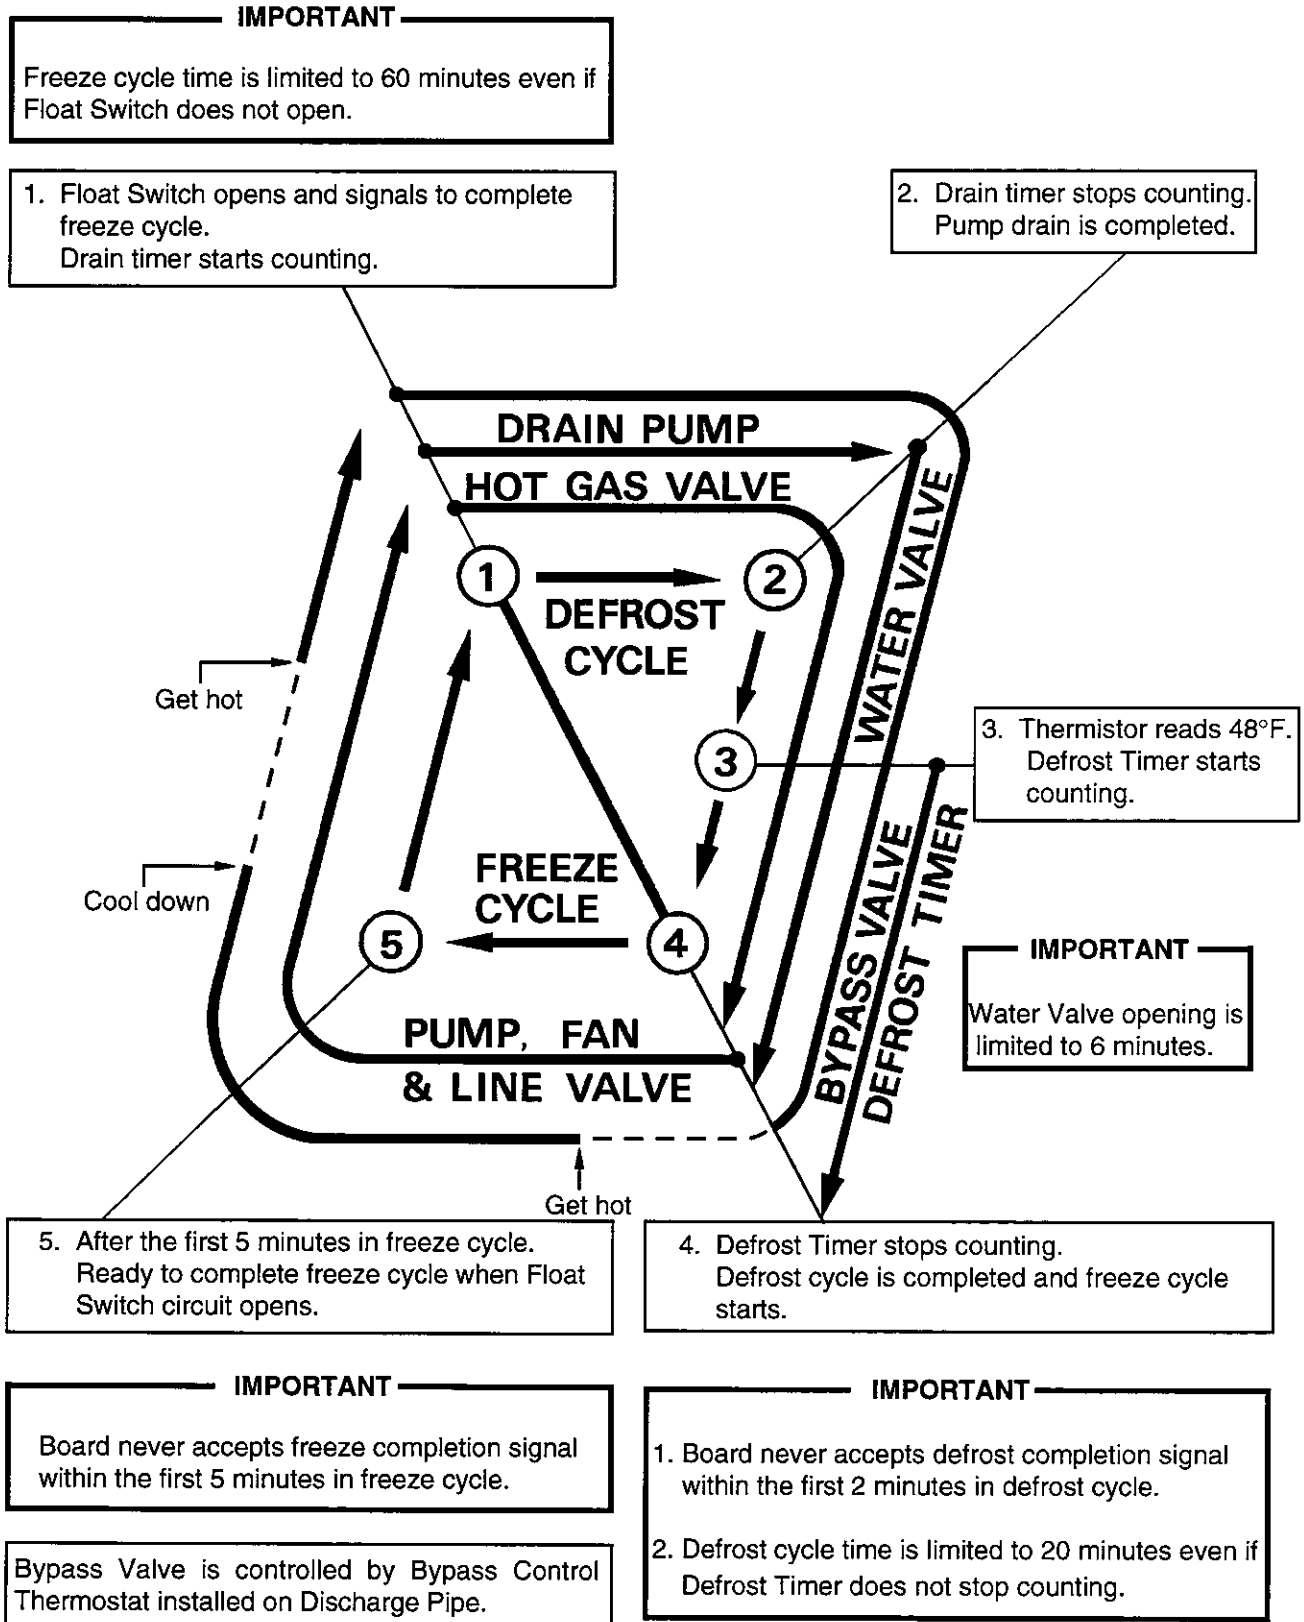 IMPORTANT
Freeze cycle time is limited to 60 minutes even if
Float Switch does not open.
1. Float Switch opens and signals to complete
freeze cycle.
Drain timer starts counting.
2. Drain timer stops counting.
Pump drain is completed.
DRAIN PUMP
HOT GAS VALVE
WATER VALVE
1
2
DEFROST
CYCLE
Get hot
3
3. Thermistor reads 48°F.
Defrost Timer starts
counting.
BYPASS VALVE
DEFROST TIMER
FREEZE
CYCLE
Cool down
5
4
IMPORTANT
Water Valve opening is
limited to 6 minutes.
PUMP, FAN
& LINE VALVE
Get hot
5. After the first 5 minutes in freeze cycle.
Ready to complete freeze cycle when Float
Switch circuit opens.
4. Defrost Timer stops counting.
Defrost cycle is completed and freeze cycle
starts.
IMPORTANT
Board never accepts freeze completion signal
within the first 5 minutes in freeze cycle.
IMPORTANT
1. Board never accepts defrost completion signal
within the first 2 minutes in defrost cycle.
2. Defrost cycle time is limited to 20 minutes even if
Defrost Timer does not stop counting.
Bypass Valve is controlled by Bypass Control
Thermostat installed on Discharge Pipe.